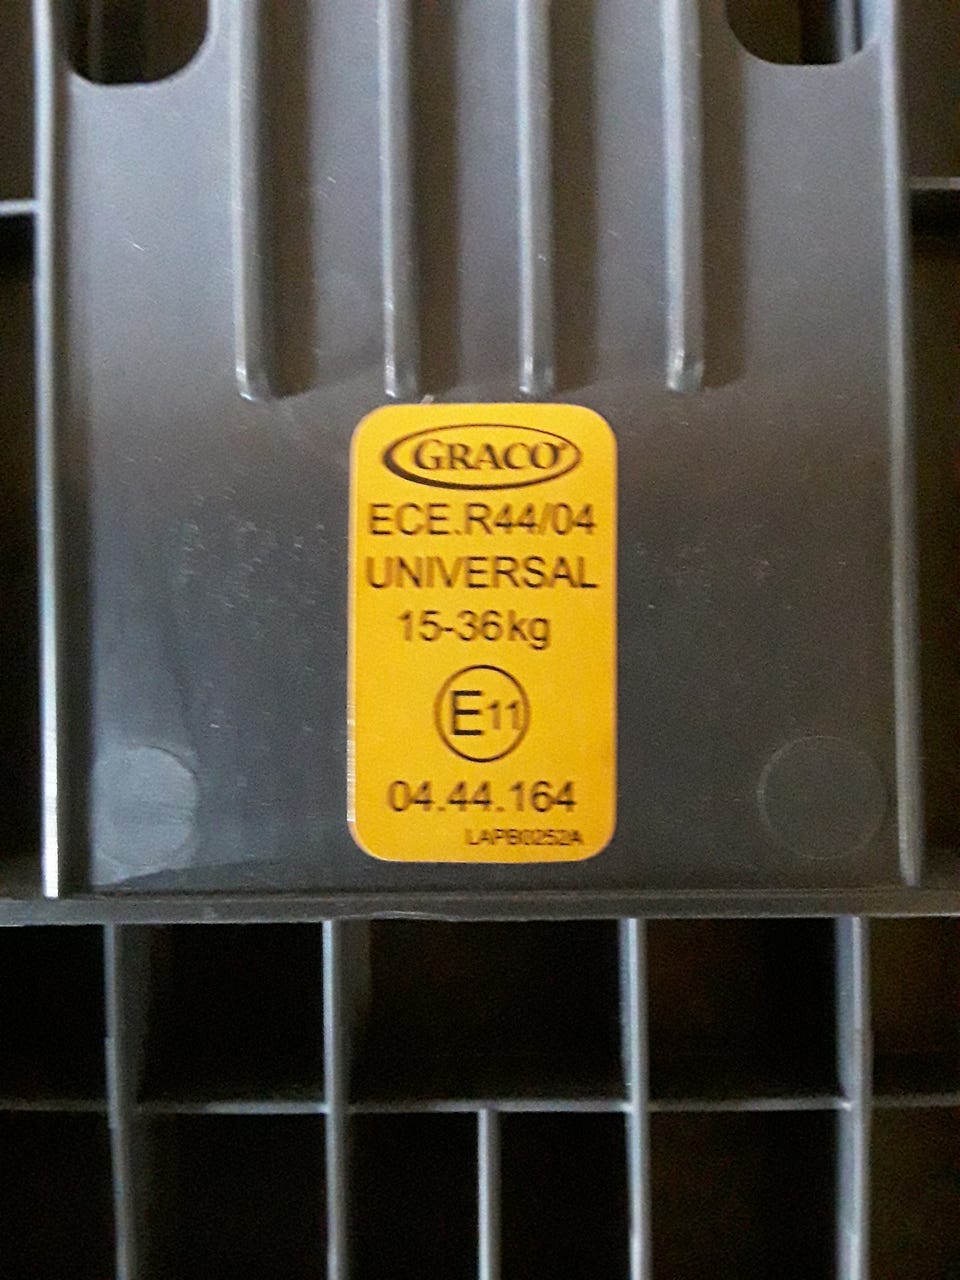 GRACO®
ECE.R44/04
UNIVERSAL
15-36kg
E11
04.44.164
LAPB0252A